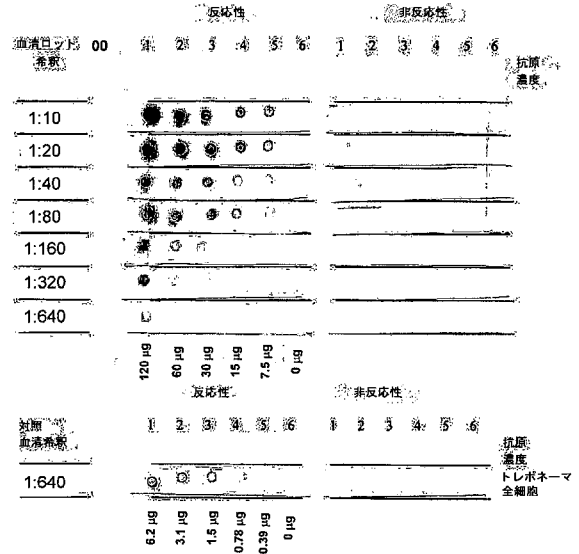 反応性 非反応性
血清ロット 00 1 2 3 4 5 6 1 2 3 4 5 6
希釈
抗原
濃度
1:10
1:20
1:40
1:80
1:160
1:320
1:640
120 µg 60 µg 30 µg 15 µg 7.5 µg 0 µg
反応性 非反応性
対照 1 2 3 4 5 6 1 2 3 4 5 6
血清希釈
抗原
濃度
1:640 トレポネーマ
全細胞
6.2 µg 3.1 µg 1.5 µg 0.78 µg 0.39 µg 0 µg